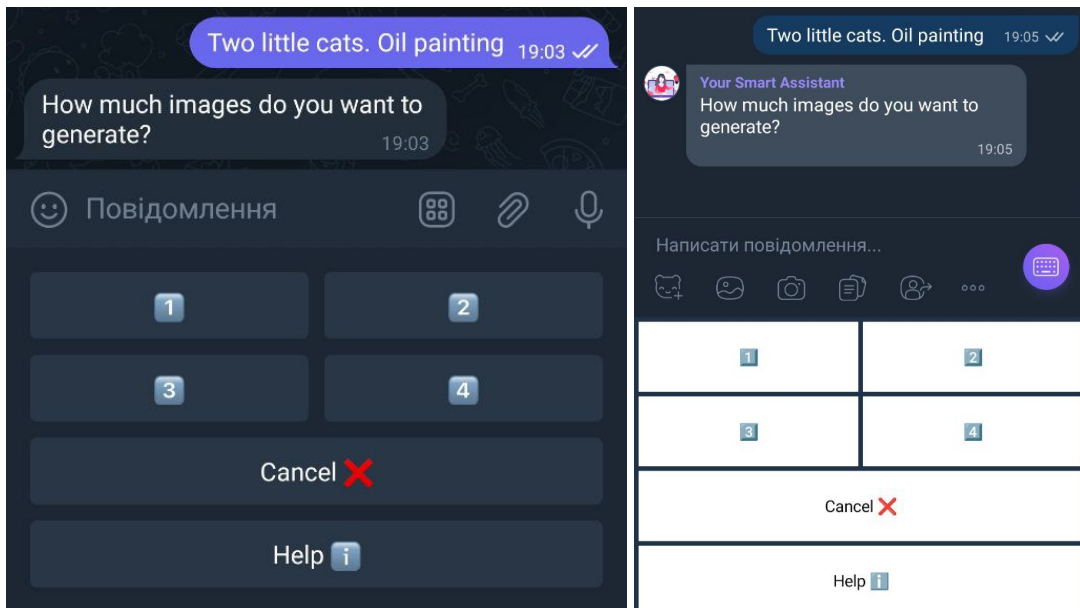 Two little cats. Oil painting 19:03
How much images do you want to
generate?
19:03
Повідомлення
1 2
3 4
Cancel ❌
Help ℹ️
Two little cats. Oil painting 19:05
Your Smart Assistant
How much images do you want to
generate?
19:05
Написати повідомлення...
1 2
3 4
Cancel ❌
Help ℹ️